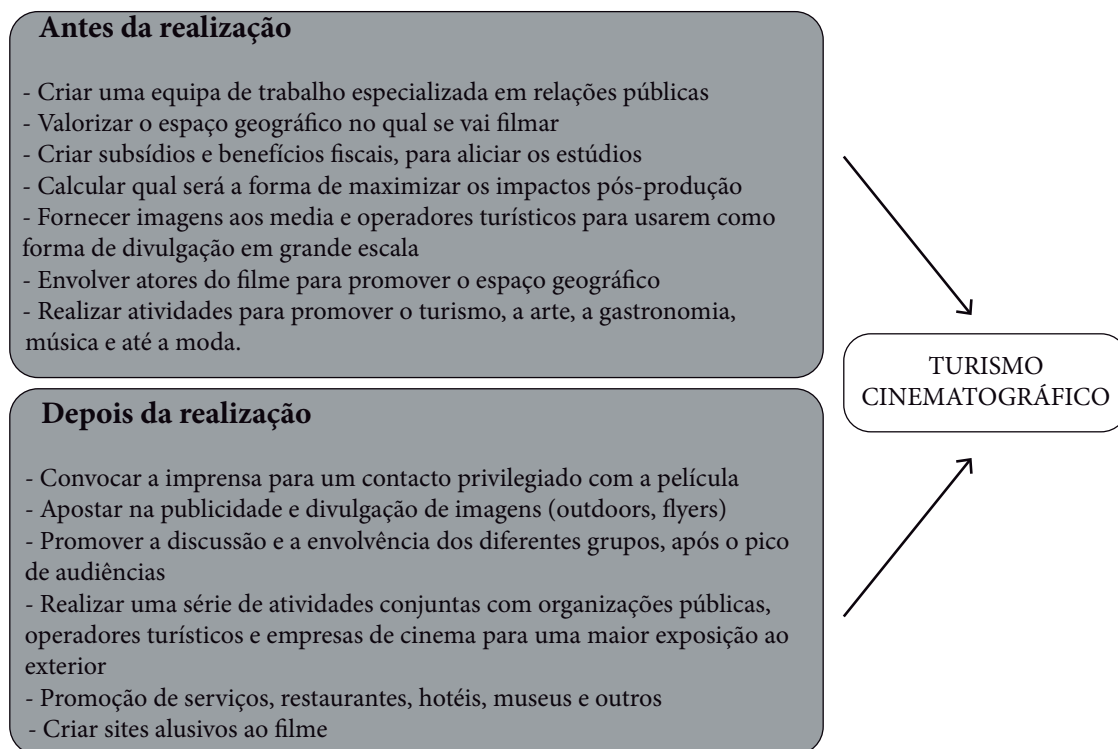 Antes da realização
- Criar uma equipa de trabalho especializada em relações públicas
- Valorizar o espaço geográfico no qual se vai filmar
- Criar subsídios e benefícios fiscais, para aliciar os estúdios
- Calcular qual será a forma de maximizar os impactos pós-produção
- Fornecer imagens aos media e operadores turísticos para usarem como
forma de divulgação em grande escala
- Envolver atores do filme para promover o espaço geográfico
- Realizar atividades para promover o turismo, a arte, a gastronomia,
música e até a moda.
TURISMO
CINEMATOGRÁFICO
Depois da realização
- Convocar a imprensa para um contacto privilegiado com a película
- Apostar na publicidade e divulgação de imagens (outdoors, flyers)
- Promover a discussão e a envolvência dos diferentes grupos, após o pico
de audiências
- Realizar uma série de atividades conjuntas com organizações públicas,
operadores turísticos e empresas de cinema para uma maior exposição ao
exterior
- Promoção de serviços, restaurantes, hotéis, museus e outros
- Criar sites alusivos ao filme